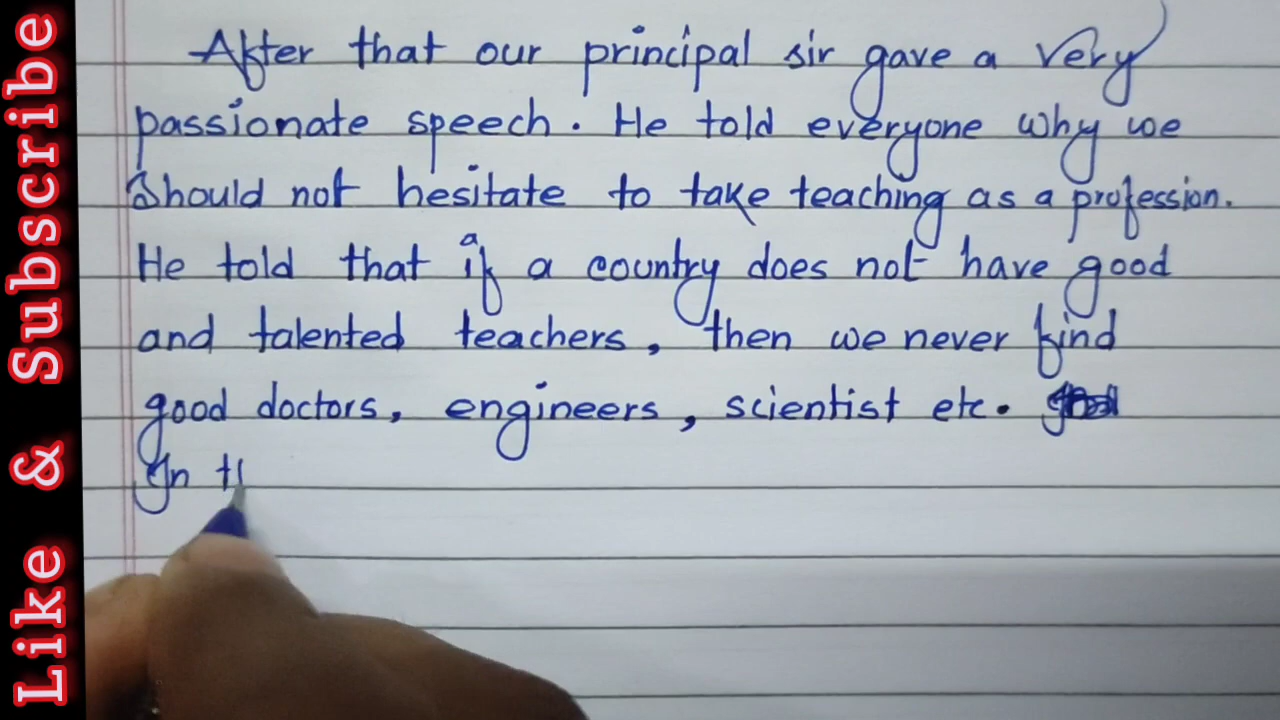 Like & Subscribe
After that our principal sir gave a very
passionate speech. He told everyone why we
should not hesitate to take teaching as a profession.
He told that if a country does not have good
and talented teachers, then we never find
good doctors, engineers, scientist etc.
In